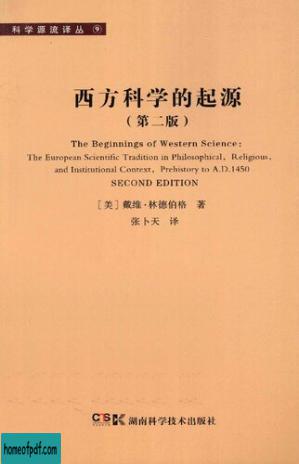 科学源流译丛 ⑨
西方科学的起源
（第二版）
The Beginnings of Western Science:
The European Scientific Tradition in Philosophical, Religious,
and Institutional Context, Prehistory to A.D.1450
SECOND EDITION
［美］戴维·林德伯格 著
张卜天 译
湖南科学技术出版社
homeofpdf.com
homeofpdf.com